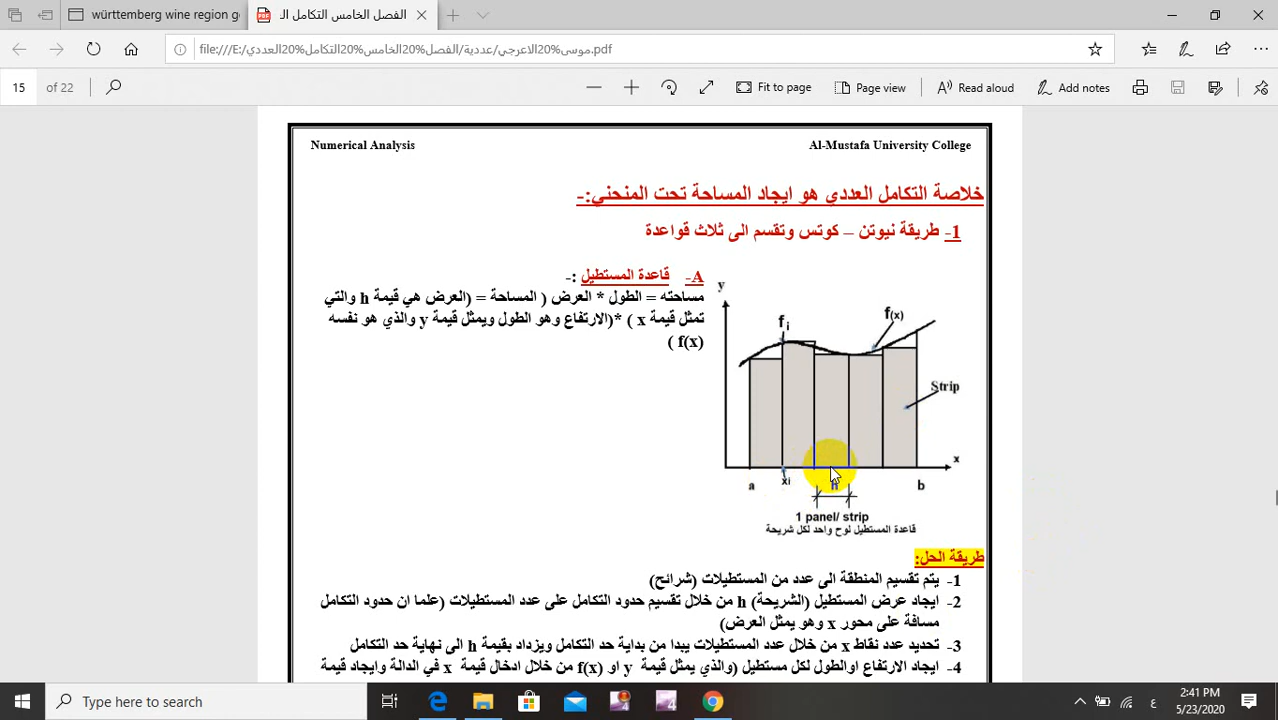 württemberg wine region g
الفصل الخامس التكامل ال
file:///E:/موسى%20الاعرجي/عددية/الفصل%20الخامس%20التكامل%20العددي.pdf
15 of 22
Fit to page
Page view
Read aloud
Add notes
Numerical Analysis
Al-Mustafa University College
خلاصة التكامل العددي هو ايجاد المساحة تحت المنحني:-
1- طريقة نيوتن – كوتس وتقسم الى ثلاث قواعدة
A- قاعدة المستطيل :-
مساحته = الطول * العرض ( المساحة = (العرض هي قيمة h والتي
تمثل قيمة x ) *(الارتفاع وهو الطول ويمثل قيمة y والذي هو نفسه
f(x) )
y
fi
f(x)
Strip
x
a
xi
h
b
1 panel/ strip
قاعدة المستطيل لوح واحد لكل شريحة
طريقة الحل:
1- يتم تقسيم المنطقة الى عدد من المستطيلات (شرائح)
2- ايجاد عرض المستطيل (الشريحة) h من خلال تقسيم حدود التكامل على عدد المستطيلات (علما ان حدود التكامل
مسافة على محور x وهو يمثل العرض)
3- تحديد عدد نقاط x من خلال عدد المستطيلات يبدا من بداية حد التكامل ويزداد بقيمة h الى نهاية حد التكامل
4- ايجاد الارتفاع اوالطول لكل مستطيل (والذي يمثل قيمة y او f(x) من خلال ادخال قيمة x في الدالة وايجاد قيمة
Type here to search
ع
2:41 PM
5/23/2020